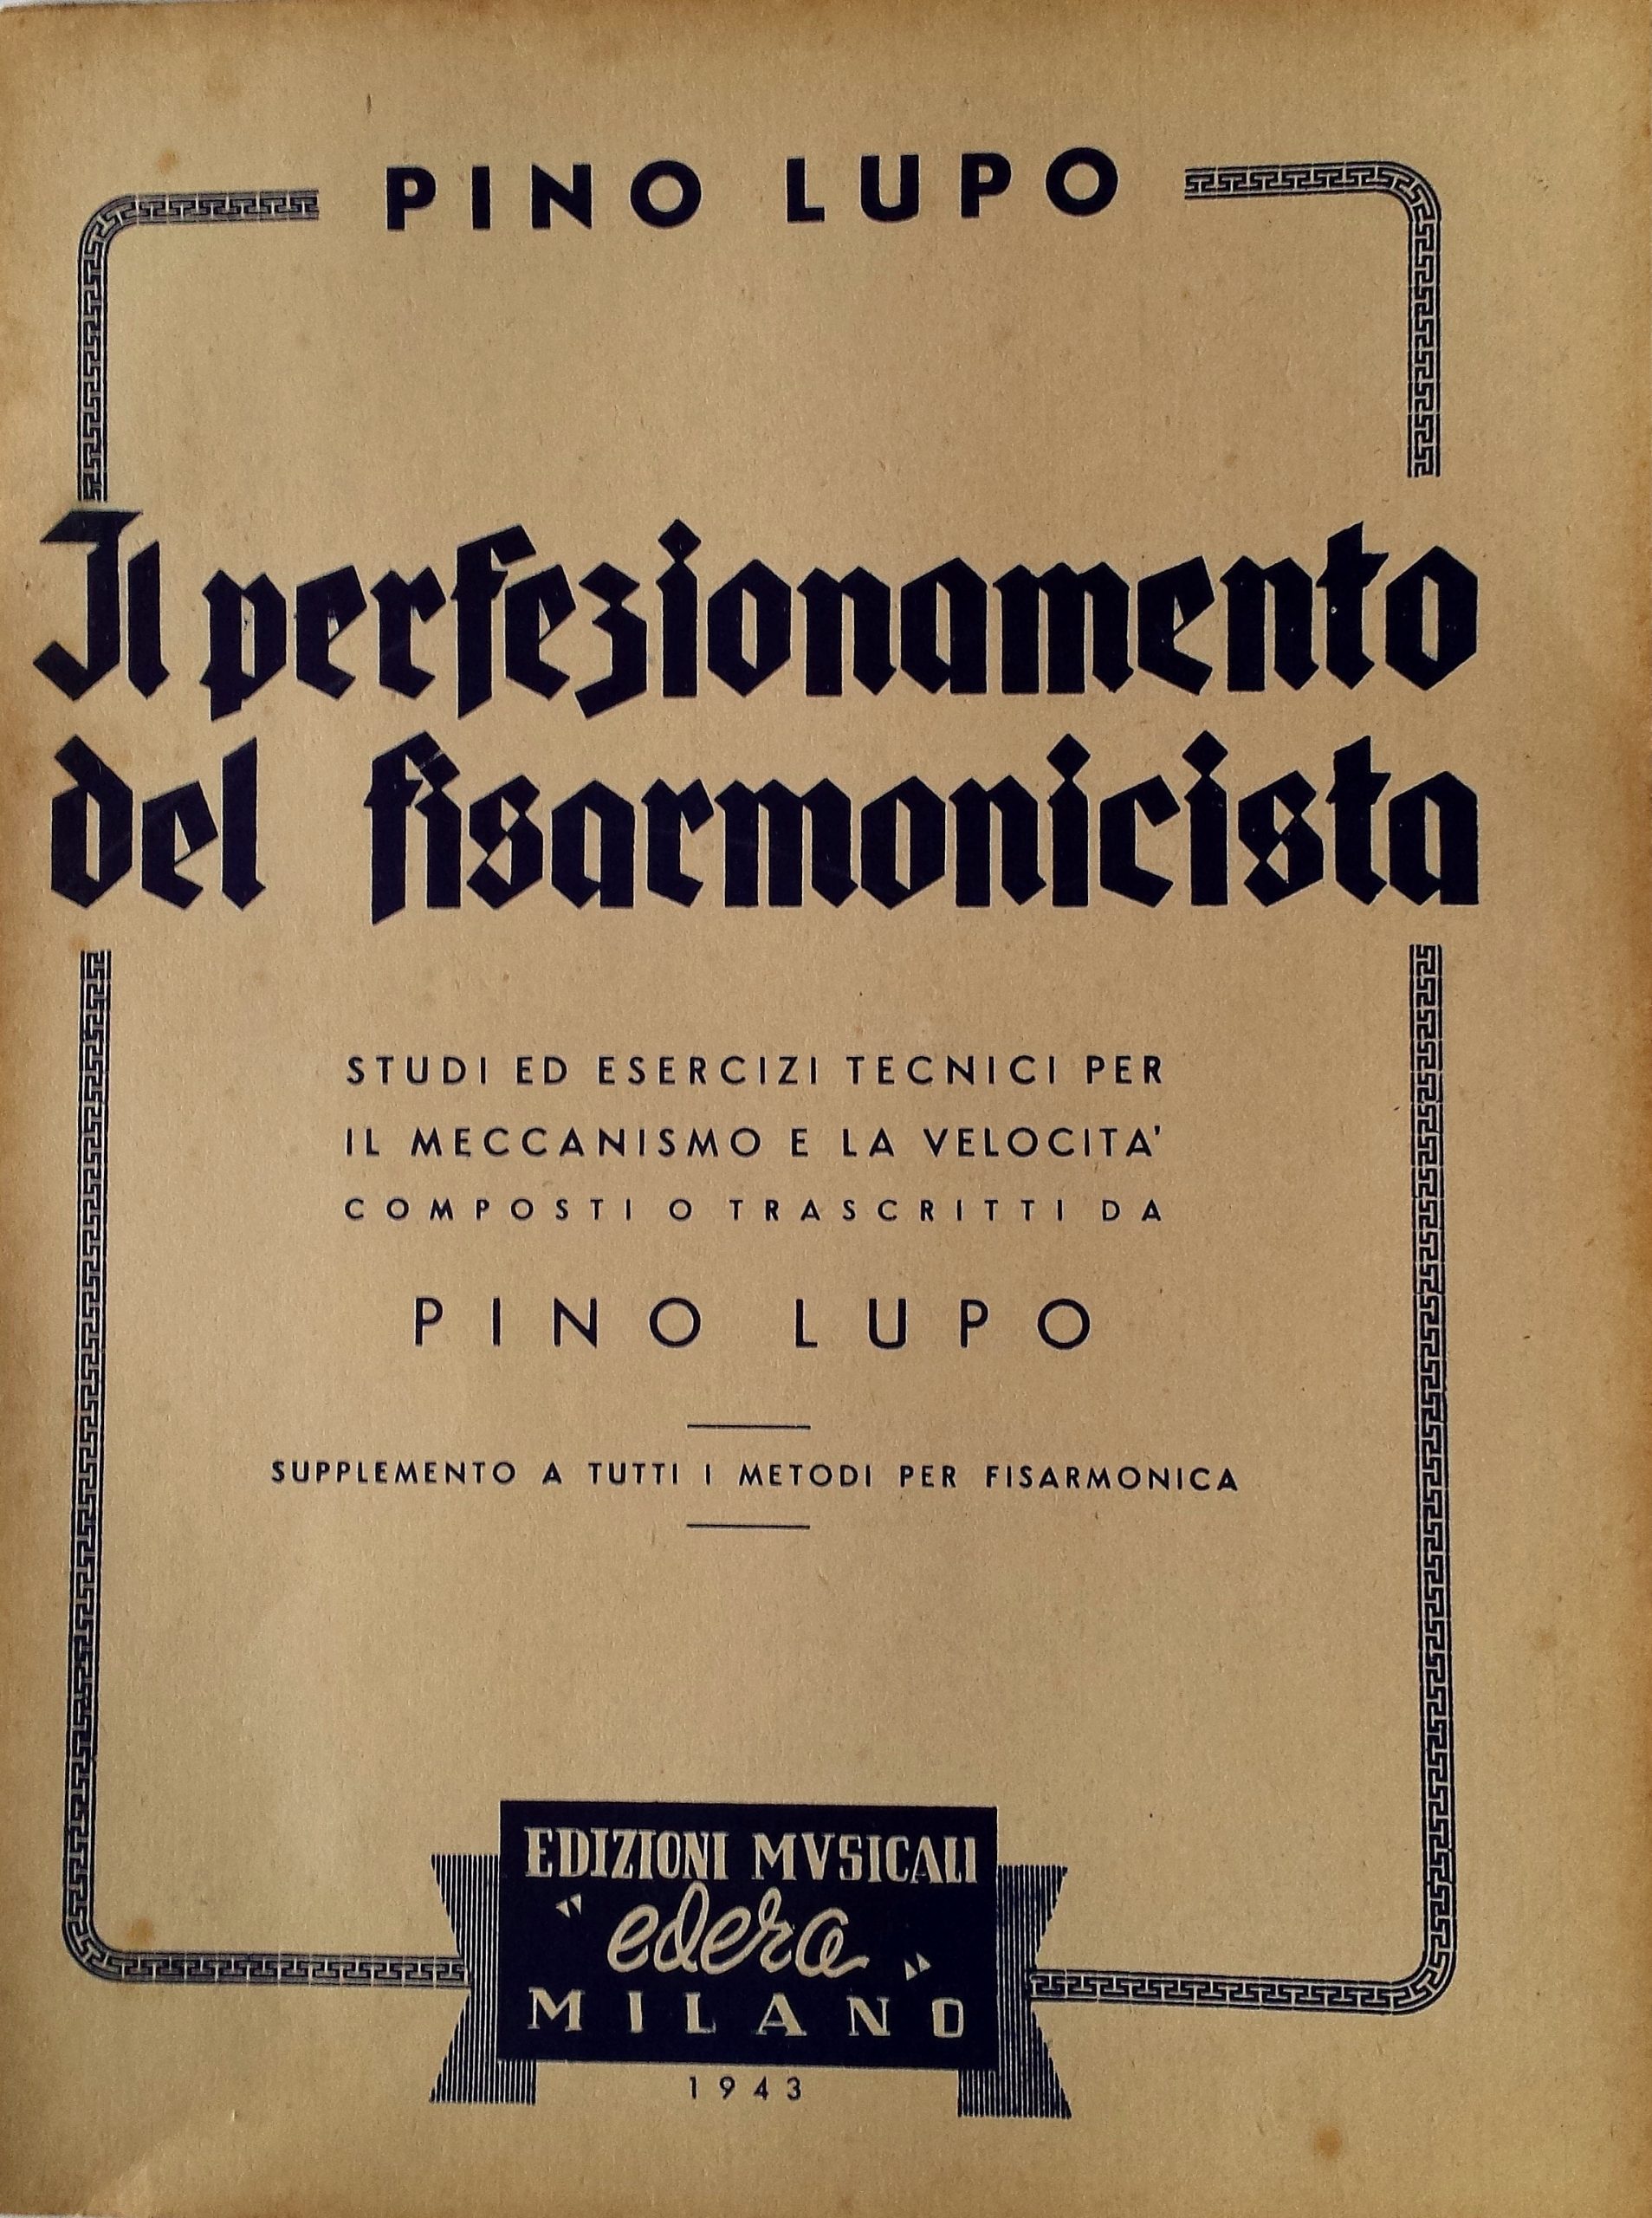 PINO LUPO
Il perfezionamento
del fisarmonicista
STUDI ED ESERCIZI TECNICI PER
IL MECCANISMO E LA VELOCITA'
COMPOSTI O TRASCRITTI DA
PINO LUPO
SUPPLEMENTO A TUTTI I METODI PER FISARMONICA
EDIZIONI MVSICALI
"edera"
MILANO
1943